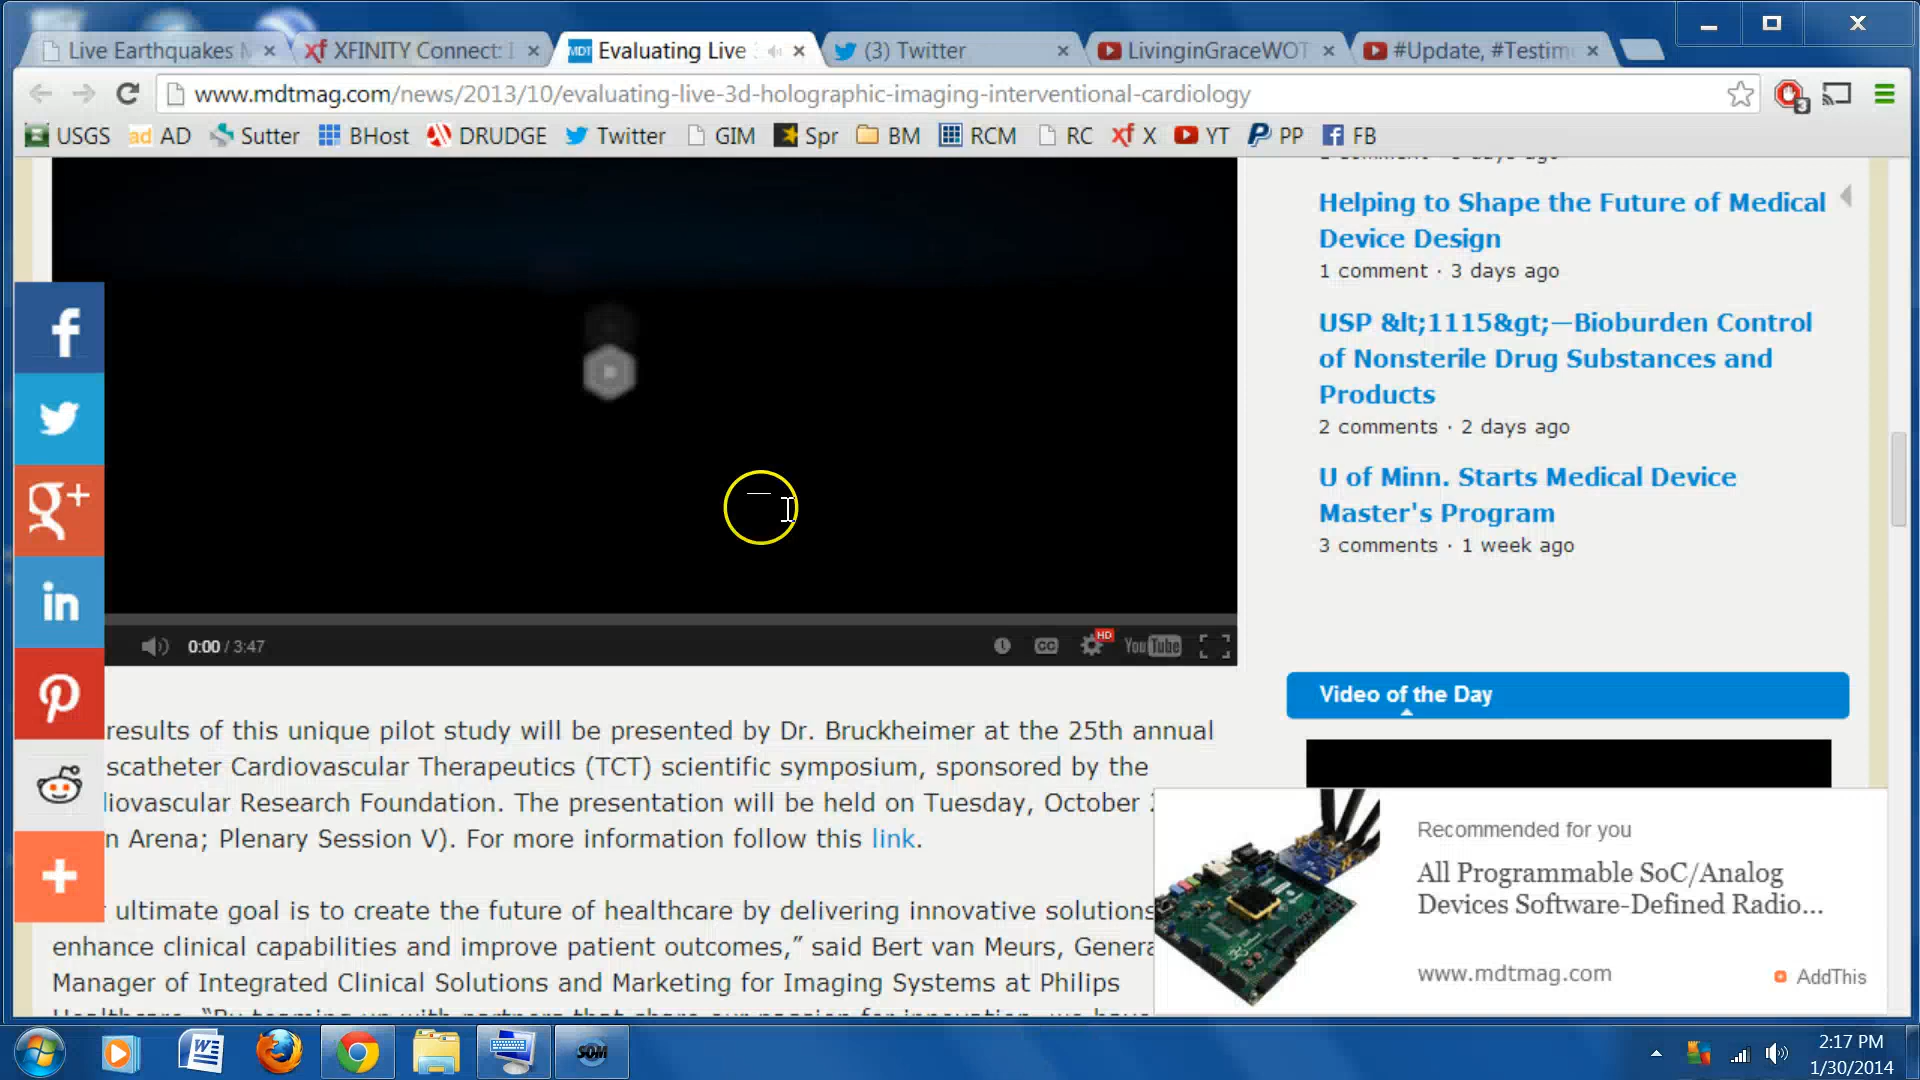 Live Earthquakes M
XFINITY Connect: I
MDT Evaluating Live 3
(3) Twitter
LivinginGraceWOT
#Update, #Testim
www.mdtmag.com/news/2013/10/evaluating-live-3d-holographic-imaging-interventional-cardiology
3
USGS
ad AD
Sutter
BHost
DRUDGE
Twitter
GIM
Spr
BM
RCM
RC
xf X
YT
PP
FB
Helping to Shape the Future of Medical
Device Design
1 comment · 3 days ago
USP &lt;1115&gt;—Bioburden Control
of Nonsterile Drug Substances and
Products
2 comments · 2 days ago
U of Minn. Starts Medical Device
Master's Program
3 comments · 1 week ago
0:00 / 3:47
CC
HD
YouTube
Video of the Day
results of this unique pilot study will be presented by Dr. Bruckheimer at the 25th annual
scatheter Cardiovascular Therapeutics (TCT) scientific symposium, sponsored by the
iovascular Research Foundation. The presentation will be held on Tuesday, October
n Arena; Plenary Session V). For more information follow this link.
ultimate goal is to create the future of healthcare by delivering innovative solutions
enhance clinical capabilities and improve patient outcomes,” said Bert van Meurs, Genera
Manager of Integrated Clinical Solutions and Marketing for Imaging Systems at Philips
Recommended for you
All Programmable SoC/Analog
Devices Software-Defined Radio...
www.mdtmag.com
AddThis
SOM
2:17 PM
1/30/2014